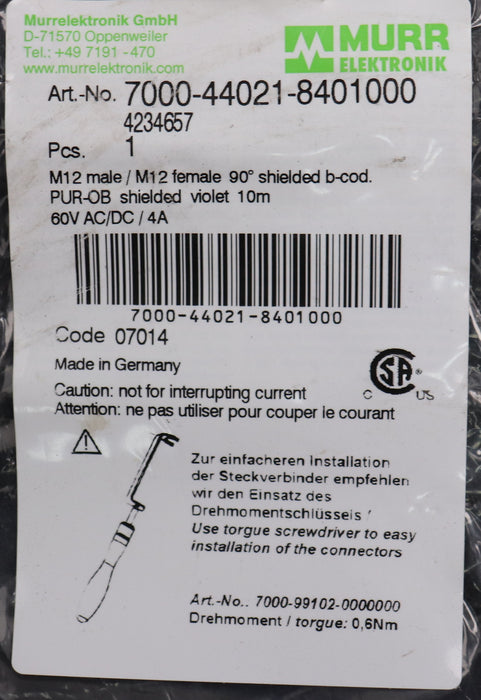 Murrelektronik GmbH
D-71570 Oppenweiler
Tel.: +49 7191 -470
www.murrelektronik.com
MURR
ELEKTRONIK
Art.-No. 7000-44021-8401000
4234657
Pcs. 1
M12 male / M12 female 90° shielded b-cod.
PUR-OB shielded violet 10m
60V AC/DC / 4A
7000-44021-8401000
Code 07014
Made in Germany
CSA®
C US
Caution: not for interrupting current
Attention: ne pas utiliser pour couper le courant
Zur einfacheren Installation
der Steckverbinder empfehlen
wir den Einsatz des
Drehmomentschlüssels /
Use torgue screwdriver to easy
installation of the connectors
Art.-No.. 7000-99102-0000000
Drehmoment / torgue: 0,6Nm